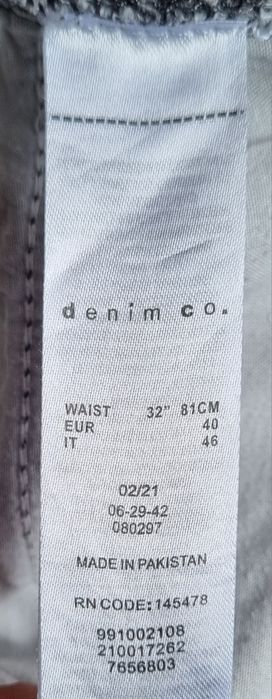 denim co.
WAIST 32" 81CM
EUR 40
IT 46
02/21
06-29-42
080297
MADE IN PAKISTAN
RN CODE: 145478
991002108
210017262
7656803